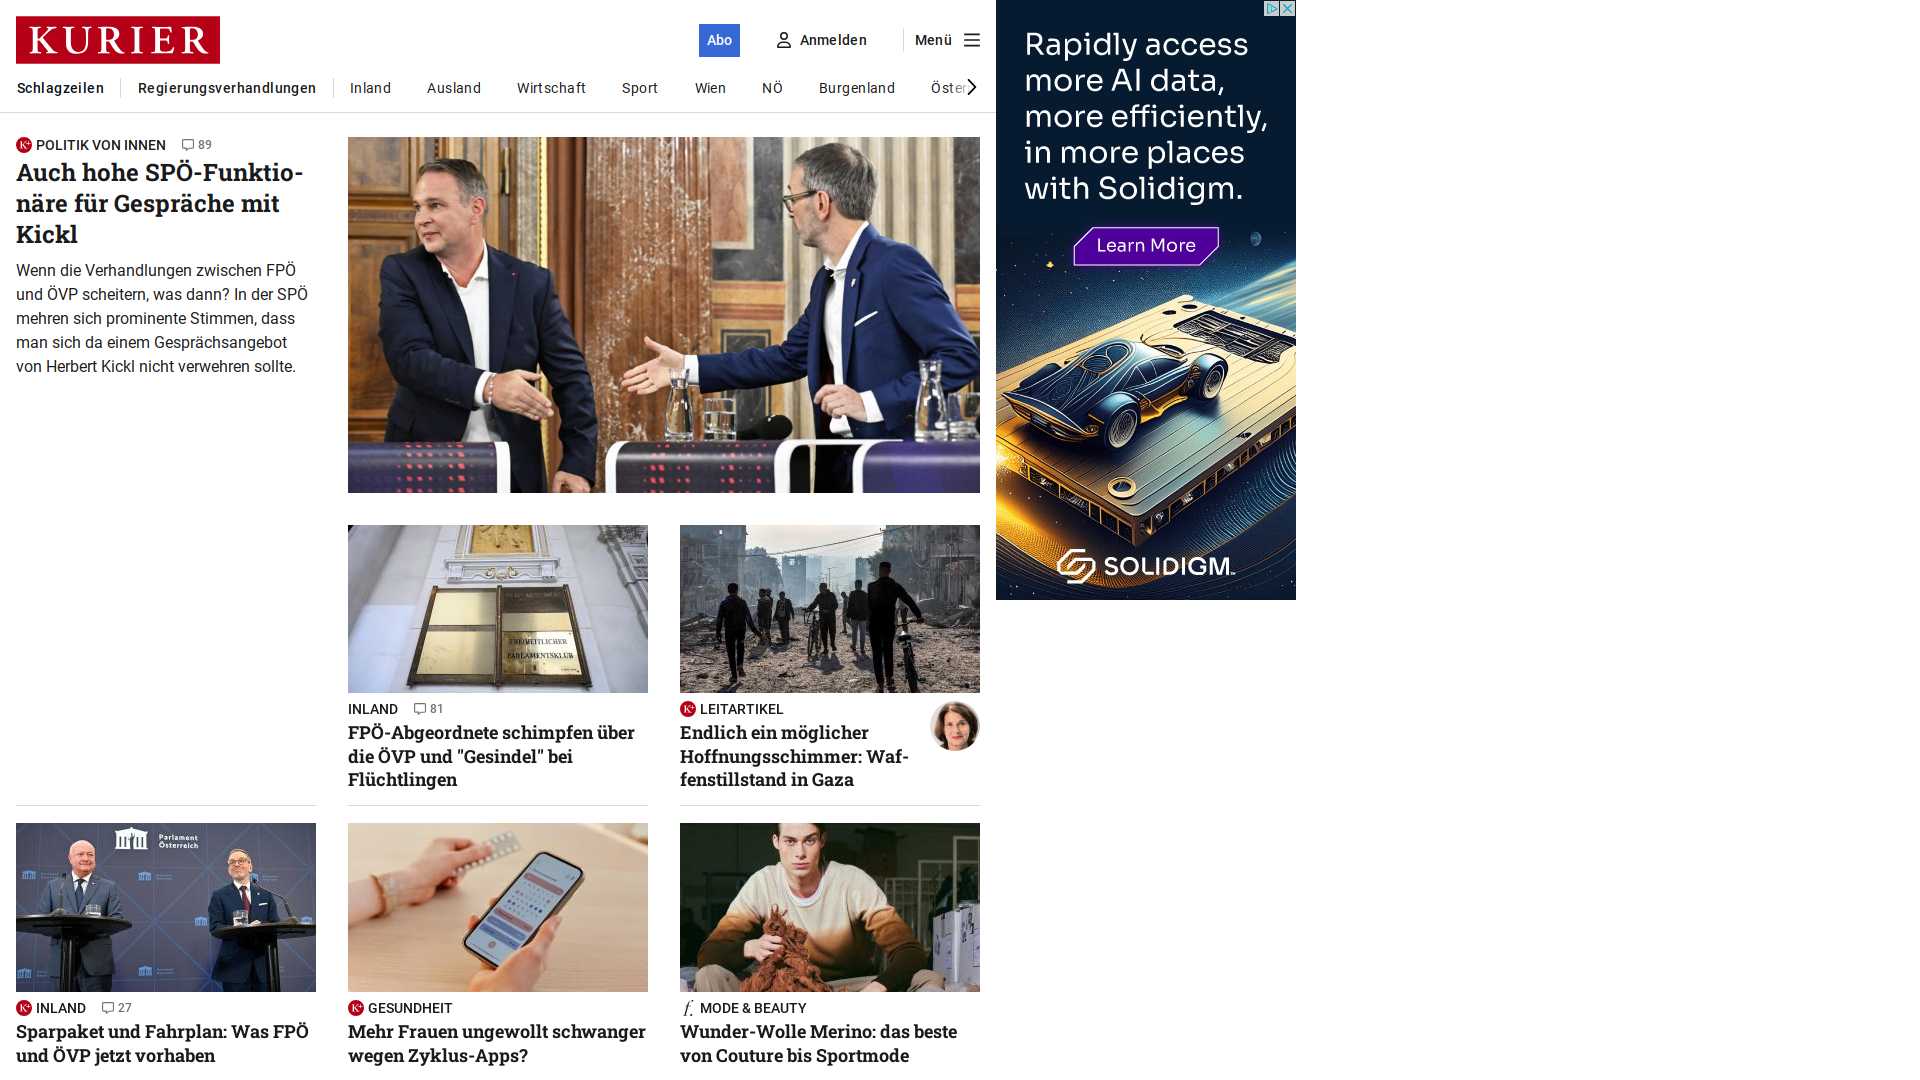 KURIER
Abo
Anmelden
Menü
Schlagzeilen
Regierungsverhandlungen
Inland
Ausland
Wirtschaft
Sport
Wien
NÖ
Burgenland
Öster
POLITIK VON INNEN 89
Auch hohe SPÖ-Funktio-
näre für Gespräche mit
Kickl
Wenn die Verhandlungen zwischen FPÖ
und ÖVP scheitern, was dann? In der SPÖ
mehren sich prominente Stimmen, dass
man sich da einem Gesprächsangebot
von Herbert Kickl nicht verwehren sollte.
FREIHEITLICHER
PARLAMENTSKLUB
INLAND 81
FPÖ-Abgeordnete schimpfen über
die ÖVP und "Gesindel" bei
Flüchtlingen
K+ LEITARTIKEL
Endlich ein möglicher
Hoffnungsschimmer: Waf-
fenstillstand in Gaza
Parlament
Österreich
K+ INLAND 27
Sparpaket und Fahrplan: Was FPÖ
und ÖVP jetzt vorhaben
K+ GESUNDHEIT
Mehr Frauen ungewollt schwanger
wegen Zyklus-Apps?
f. MODE & BEAUTY
Wunder-Wolle Merino: das beste
von Couture bis Sportmode
Rapidly access
more AI data,
more efficiently,
in more places
with Solidigm.
Learn More
SOLIDIGM™